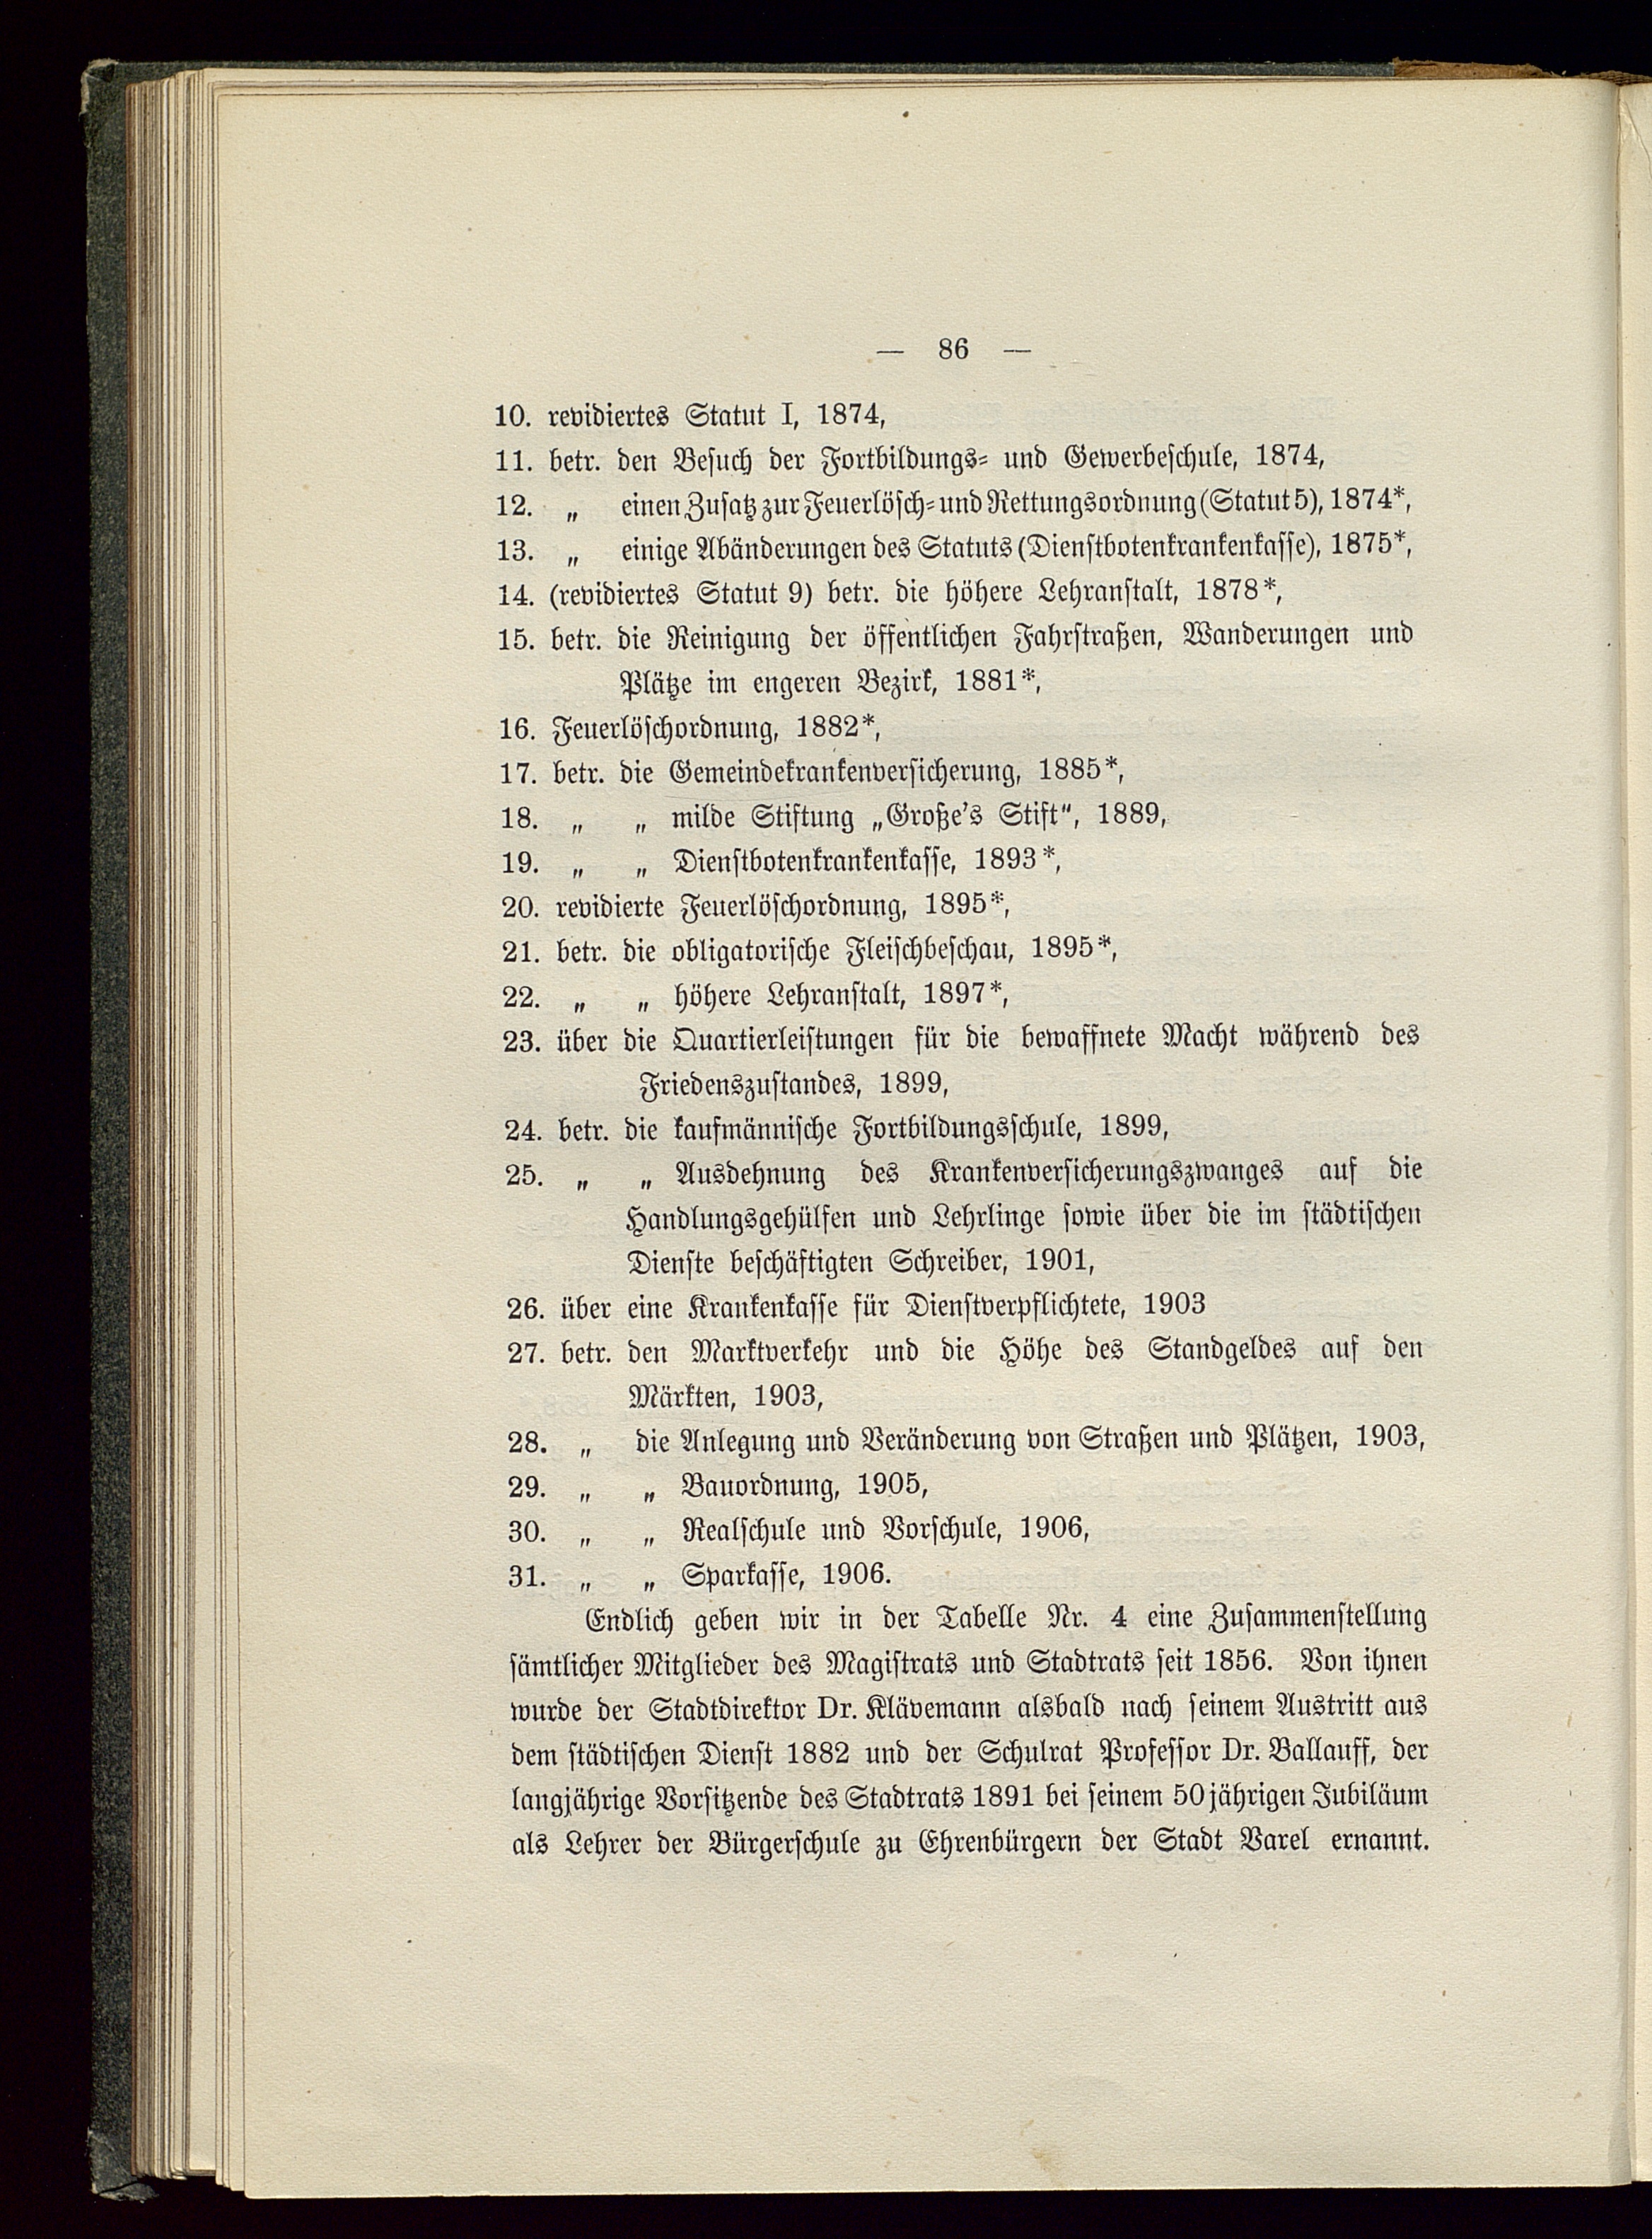 — 86 —
10. revidiertes Statut I, 1874,
11. betr. den Besuch der Fortbildungs- und Gewerbeschule, 1874,
12. „ einen Zusatz zur Feuerlösch- und Rettungsordnung (Statut 5), 1874*,
13. „ einige Abänderungen des Statuts (Dienstbotenkrankenkasse), 1875*,
14. (revidiertes Statut 9) betr. die höhere Lehranstalt, 1878*,
15. betr. die Reinigung der öffentlichen Fahrstraßen, Wanderungen und
Plätze im engeren Bezirk, 1881*,
16. Feuerlöschordnung, 1882*,
17. betr. die Gemeindekrankenversicherung, 1885*,
18. „ „ milde Stiftung „Große's Stift“, 1889,
19. „ „ Dienstbotenkrankenkasse, 1893*,
20. revidierte Feuerlöschordnung, 1895*,
21. betr. die obligatorische Fleischbeschau, 1895*,
22. „ „ höhere Lehranstalt, 1897*,
23. über die Quartierleistungen für die bewaffnete Macht während des
Friedenszustandes, 1899,
24. betr. die kaufmännische Fortbildungsschule, 1899,
25. „ „ Ausdehnung des Krankenversicherungszwanges auf die
Handlungsgehülfen und Lehrlinge sowie über die im städtischen
Dienste beschäftigten Schreiber, 1901,
26. über eine Krankenkasse für Dienstverpflichtete, 1903
27. betr. den Marktverkehr und die Höhe des Standgeldes auf den
Märkten, 1903,
28. „ die Anlegung und Veränderung von Straßen und Plätzen, 1903,
29. „ „ Bauordnung, 1905,
30. „ „ Realschule und Vorschule, 1906,
31. „ „ Sparkasse, 1906.
Endlich geben wir in der Tabelle Nr. 4 eine Zusammenstellung
sämtlicher Mitglieder des Magistrats und Stadtrats seit 1856. Von ihnen
wurde der Stadtdirektor Dr. Klävemann alsbald nach seinem Austritt aus
dem städtischen Dienst 1882 und der Schulrat Professor Dr. Ballauff, der
langjährige Vorsitzende des Stadtrats 1891 bei seinem 50jährigen Jubiläum
als Lehrer der Bürgerschule zu Ehrenbürgern der Stadt Varel ernannt.